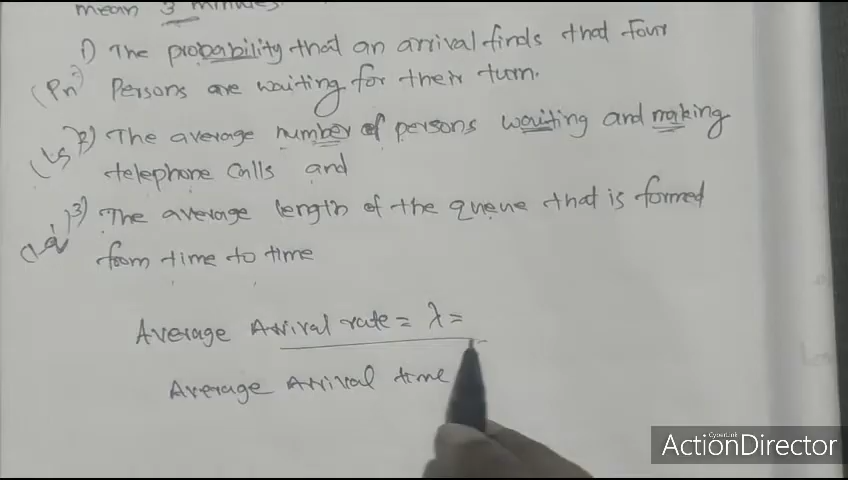 mean 3 minutes.
1) The probability that an arrival finds that four
(Pn) Persons are waiting for their turn.
(Ls) 2) The average number of persons waiting and making
telephone calls and
3) The average length of the queue that is formed
from time to time
Average Arrival rate = λ =
Average Arrival time
CyberLink
ActionDirector